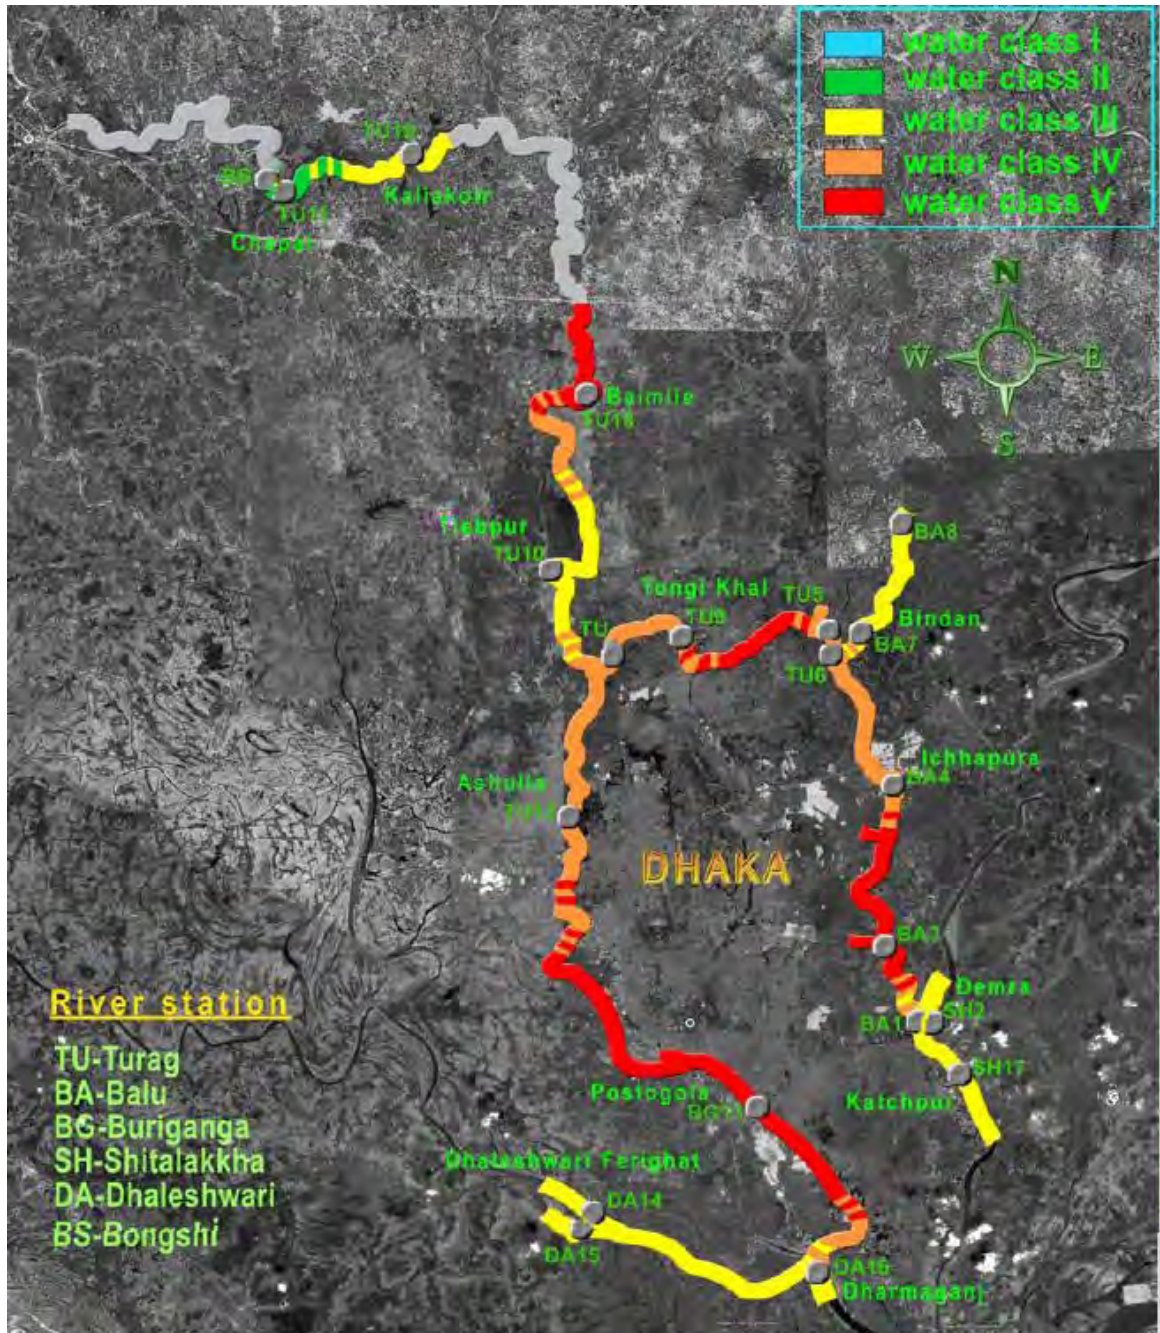 water class I
water class II
water class III
water class IV
water class V
TU19
BS
TU11
Kaliakoir
Chapai
N
W
E
S
Baimile
TU18
TU10
BA8
Tongi Khal
TU5
Bindan
TU
TU9
BA7
TU6
Ichhapura
BA4
Ashulia
DHAKA
BA3
River station
Demra
BA1
SH2
TU-Turag
BA-Balu
BG-Buriganga
SH-Shitalakkha
DA-Dhaleshwari
BS-Bongshi
SH17
Katchpur
Postogola
Dhaleshwari Ferighat
DA14
DA15
DA16
Dharmaganj